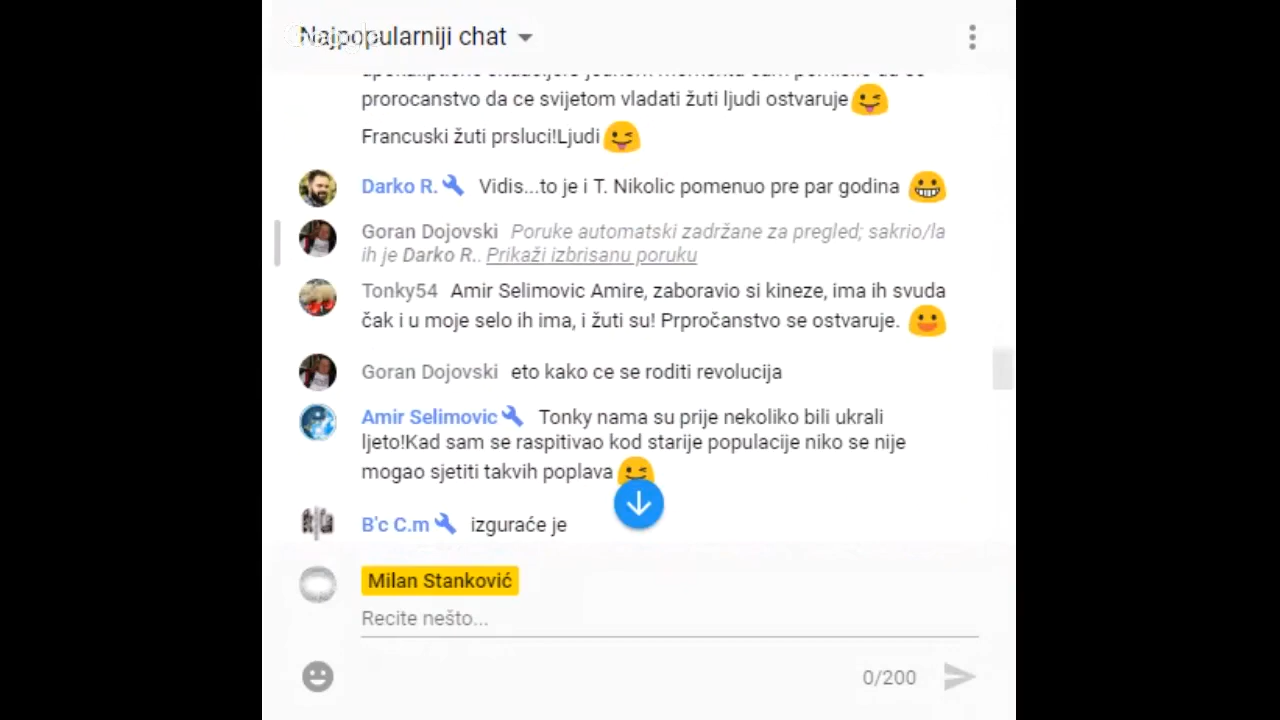 Najpopularniji chat
prorocanstvo da ce svijetom vladati žuti ljudi ostvaruje
Francuski žuti prsluci!Ljudi
Darko R. Vidis...to je i T. Nikolic pomenuo pre par godina
Goran Dojovski Poruke automatski zadržane za pregled; sakrio/la
ih je Darko R.. Prikaži izbrisanu poruku
Tonky54 Amir Selimovic Amire, zaboravio si kineze, ima ih svuda
čak i u moje selo ih ima, i žuti su! Prpročanstvo se ostvaruje.
Goran Dojovski eto kako ce se roditi revolucija
Amir Selimovic Tonky nama su prije nekoliko bili ukrali
ljeto!Kad sam se raspitivao kod starije populacije niko se nije
mogao sjetiti takvih poplava
B'c C.m izguraće je
Milan Stanković
Recite nešto...
0/200